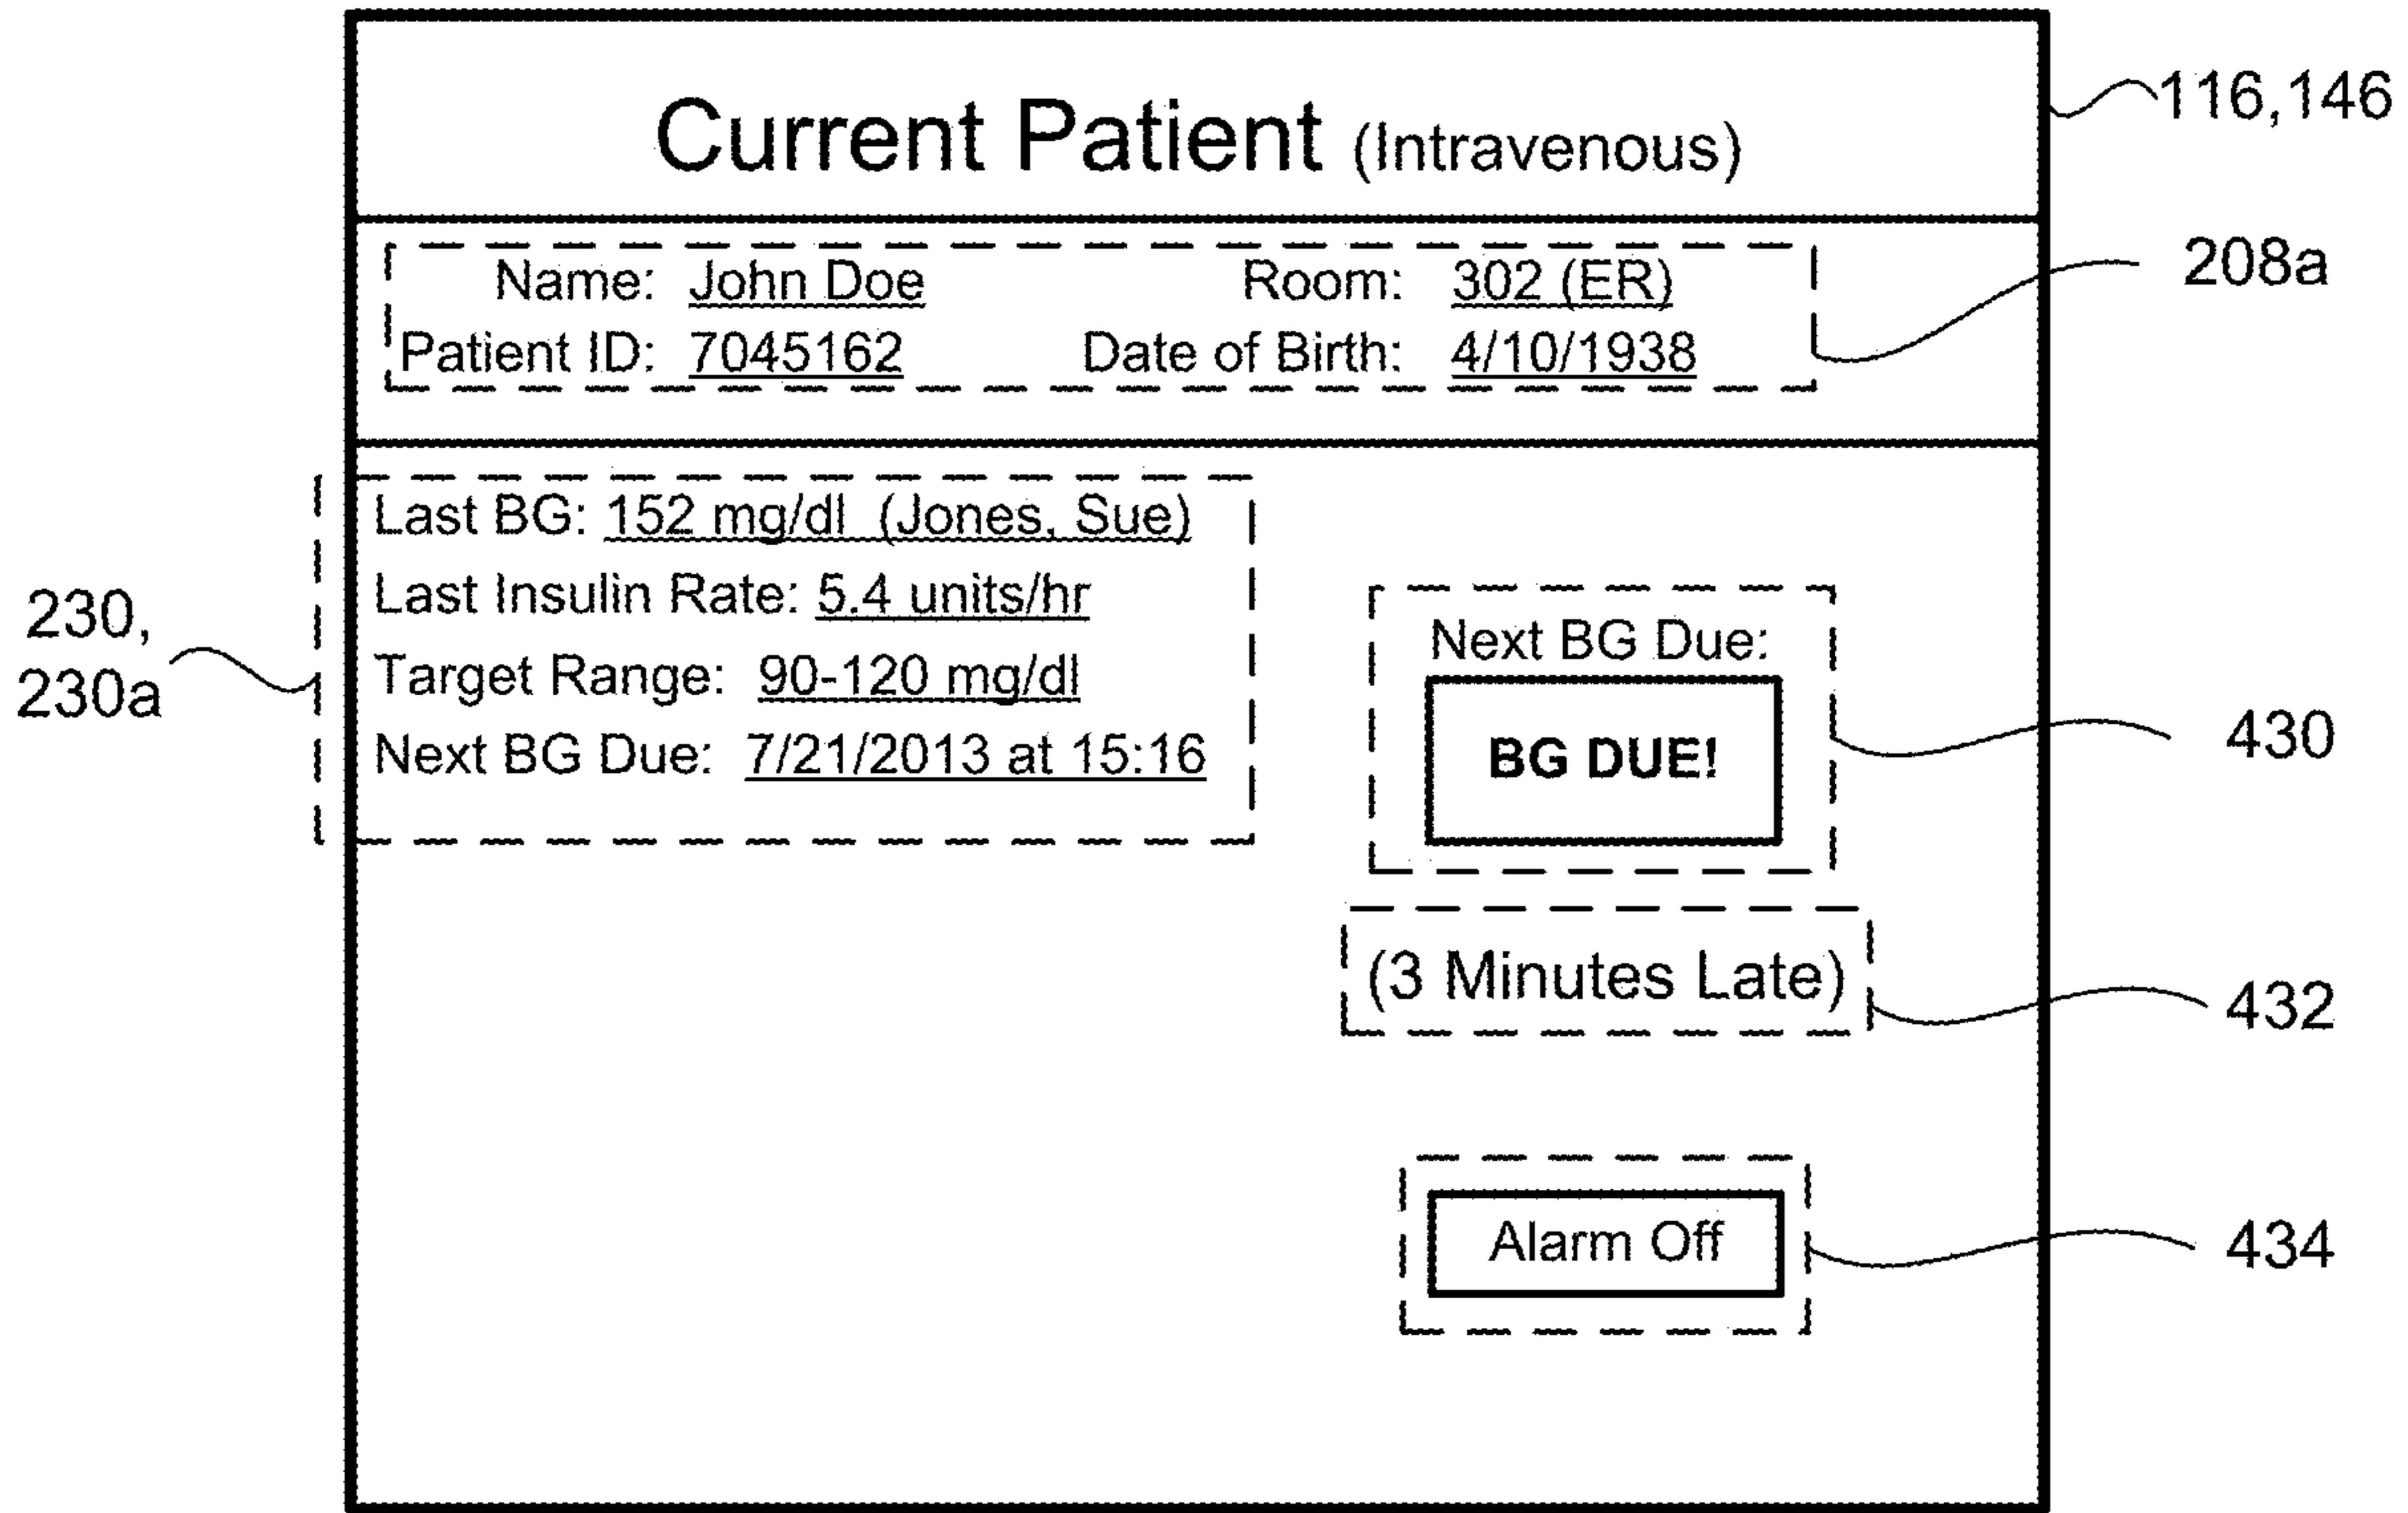 Current Patient (Intravenous)
116,146
Name: John Doe Room: 302 (ER)
208a
Patient ID: 7045162 Date of Birth: 4/10/1938
Last BG: 152 mg/dl (Jones, Sue)
Last Insulin Rate: 5.4 units/hr
Target Range: 90-120 mg/dl
Next BG Due: 7/21/2013 at 15:16
230,
230a
Next BG Due:
BG DUE!
430
(3 Minutes Late)
432
Alarm Off
434